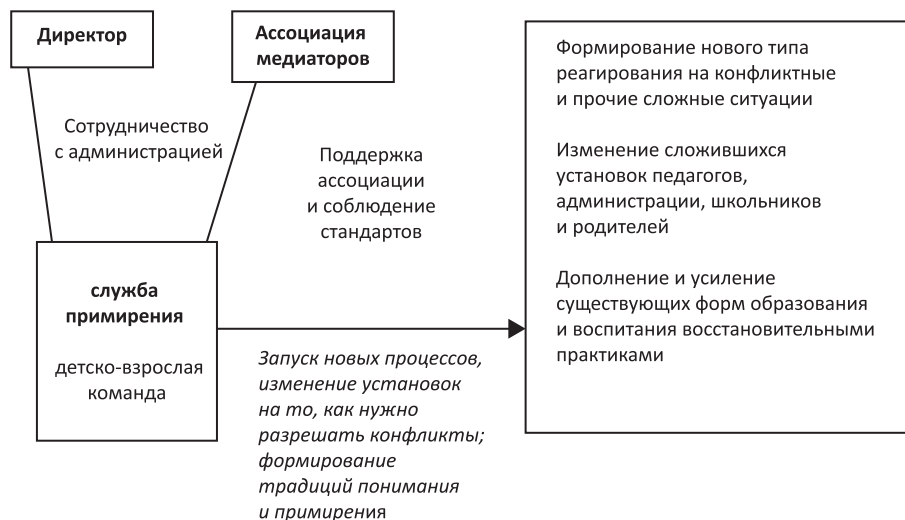 Директор
Ассоциация
медиаторов
Сотрудничество
с администрацией
Поддержка
ассоциации
и соблюдение
стандартов
служба
примирения
детско-взрослая
команда
Запуск новых процессов,
изменение установок
на то, как нужно
разрешать конфликты;
формирование
традиций понимания
и примирения
Формирование нового типа
реагирования на конфликтные
и прочие сложные ситуации
Изменение сложившихся
установок педагогов,
администрации, школьников
и родителей
Дополнение и усиление
существующих форм образования
и воспитания восстановительными
практиками